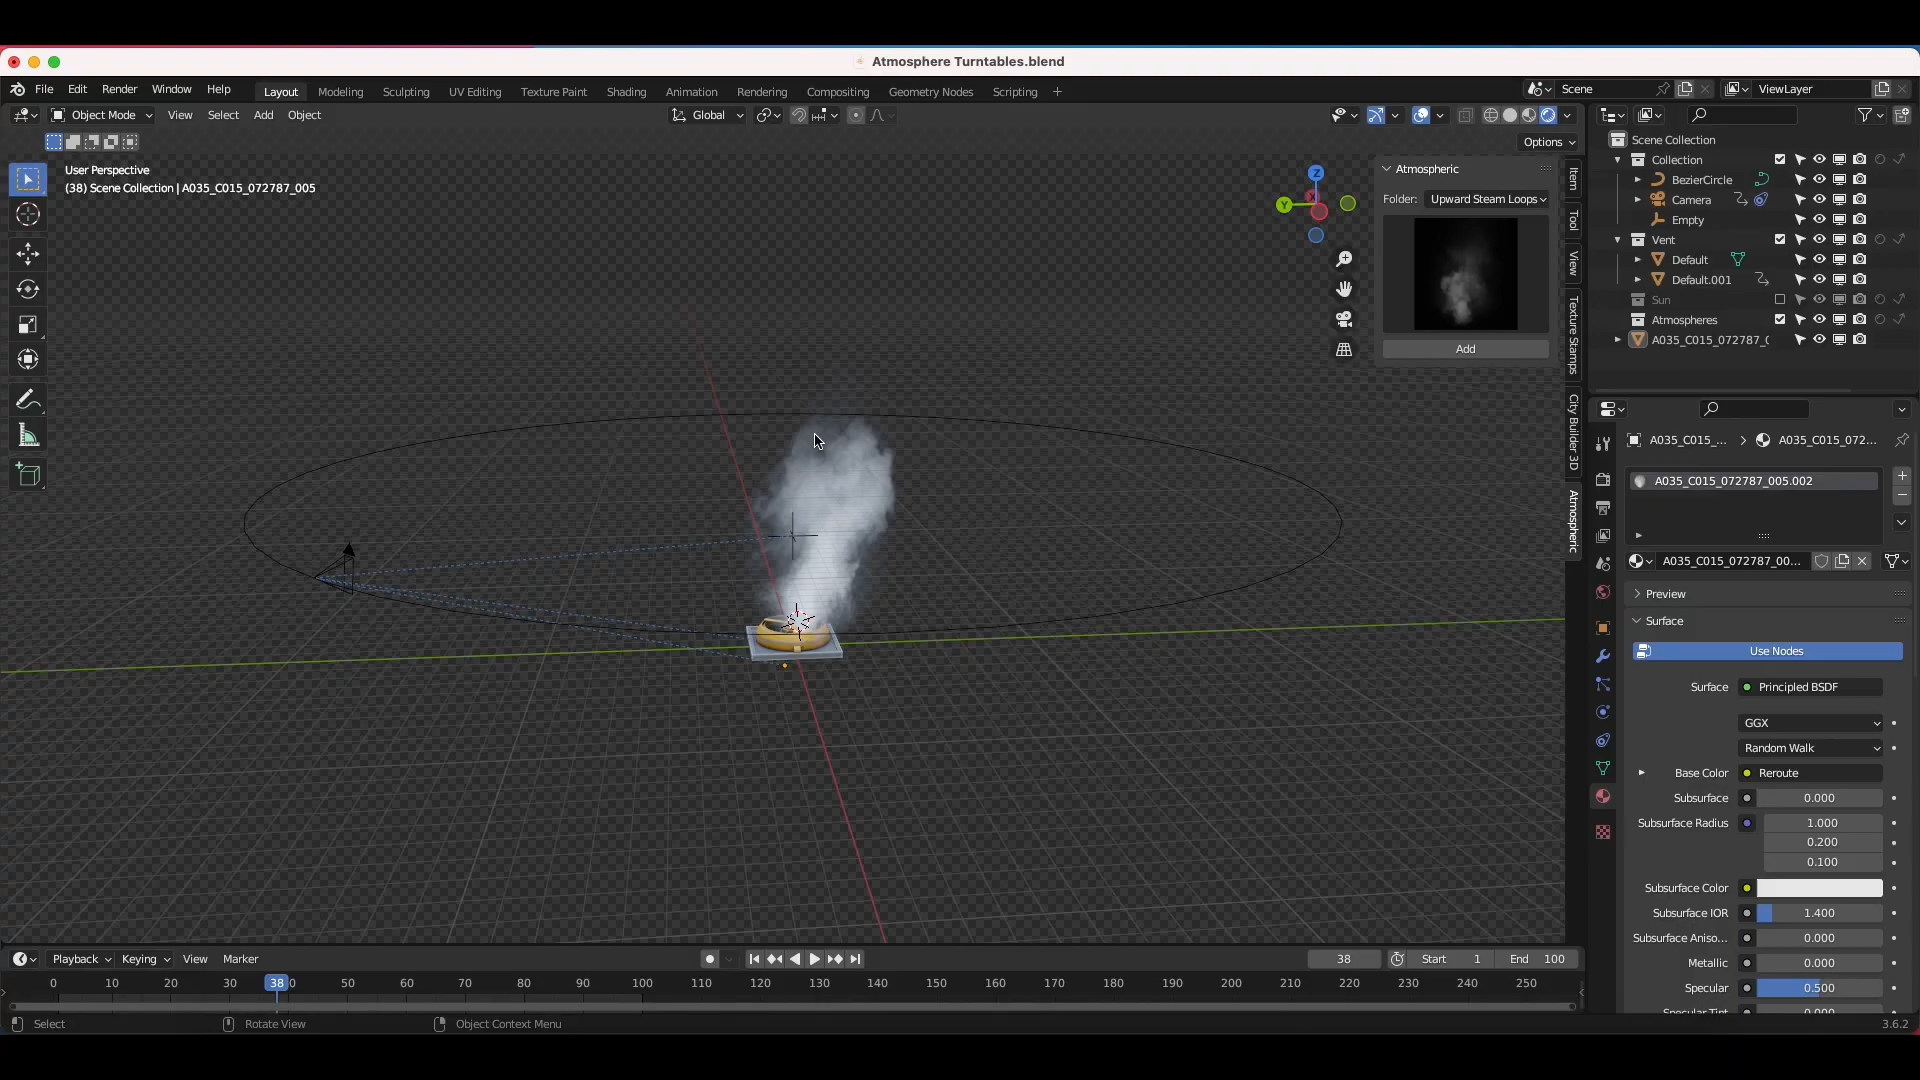 Atmosphere Turntables.blend
File Edit Render Window Help Layout Modeling Sculpting UV Editing Texture Paint Shading Animation Rendering Compositing Geometry Nodes Scripting + Scene ViewLayer
Object Mode View Select Add Object Global
Options
User Perspective
(38) Scene Collection | A035_C015_072787_005
Z
Y
X
Atmospheric
Folder: Upward Steam Loops
Add
Item
Tool
View
Texture Stamps
City Builder 3D
Atmospheric
Scene Collection
Collection
BezierCircle
Camera
Empty
Vent
Default
Default.001
Sun
Atmospheres
A035_C015_072787_0
A035_C015_... > A035_C015_072...
A035_C015_072787_005.002
A035_C015_072787_00...
Preview
Surface
Use Nodes
Surface Principled BSDF
GGX
Random Walk
Base Color Reroute
Subsurface 0.000
Subsurface Radius 1.000
0.200
0.100
Subsurface Color
Subsurface IOR 1.400
Subsurface Aniso... 0.000
Metallic 0.000
Specular 0.500
Specular Tint 0.000
Playback Keying View Marker 38 Start 1 End 100
0 10 20 30 38 0 50 60 70 80 90 100 110 120 130 140 150 160 170 180 190 200 210 220 230 240 250
Select Rotate View Object Context Menu 3.6.2